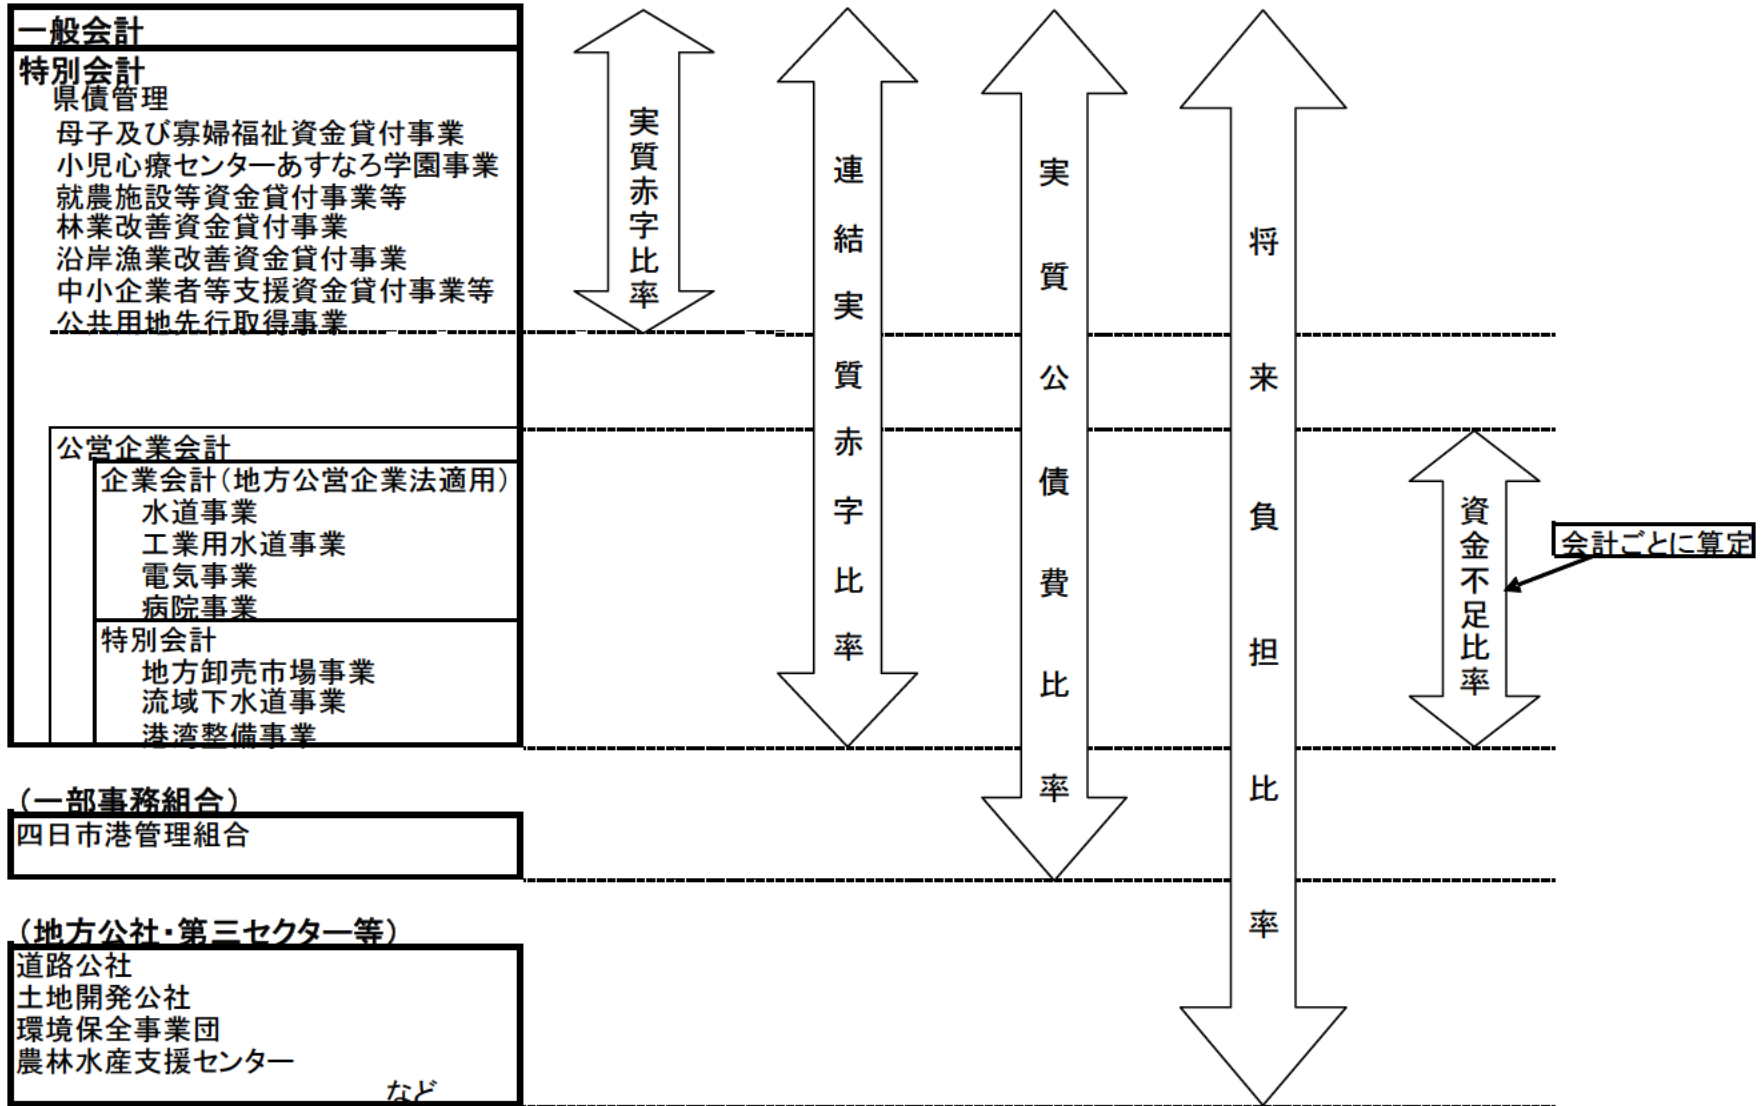 一般会計
特別会計
県債管理
母子及び寡婦福祉資金貸付事業
小児心療センターあすなろ学園事業
就農施設等資金貸付事業等
林業改善資金貸付事業
沿岸漁業改善資金貸付事業
中小企業者等支援資金貸付事業等
公共用地先行取得事業
公営企業会計
企業会計(地方公営企業法適用)
水道事業
工業用水道事業
電気事業
病院事業
特別会計
地方卸売市場事業
流域下水道事業
港湾整備事業
(一部事務組合)
四日市港管理組合
(地方公社・第三セクター等)
道路公社
土地開発公社
環境保全事業団
農林水産支援センター
など
実質赤字比率
連結実質赤字比率
実質公債費比率
将来負担比率
資金不足比率
会計ごとに算定